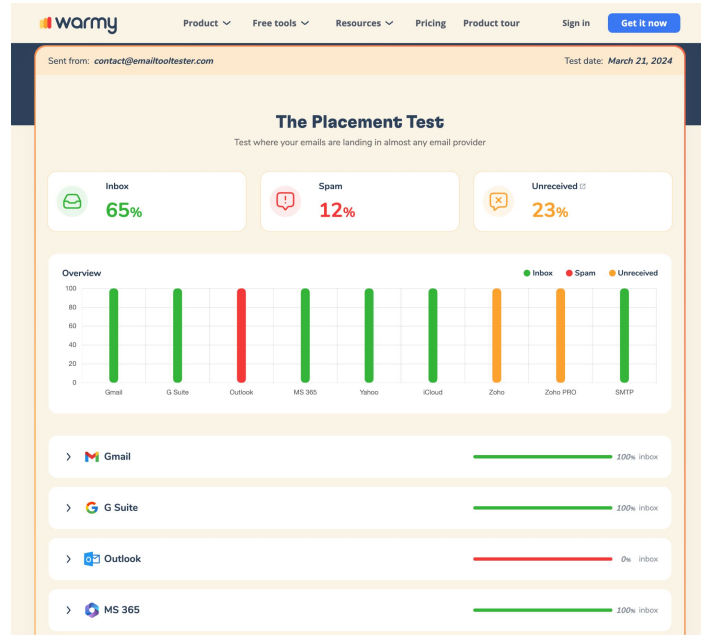 warmy Product Free tools Resources Pricing Product tour Sign in Get it now
Sent from: contact@emailtooltester.com Test date: March 21, 2024
The Placement Test
Test where your emails are landing in almost any email provider
Inbox
65%
Spam
12%
Unreceived
23%
Overview Inbox Spam Unreceived
100
80
60
40
20
0
Gmail G Suite Outlook MS 365 Yahoo iCloud Zoho Zoho PRO SMTP
Gmail 100% inbox
G Suite 100% inbox
Outlook 0% inbox
MS 365 100% inbox